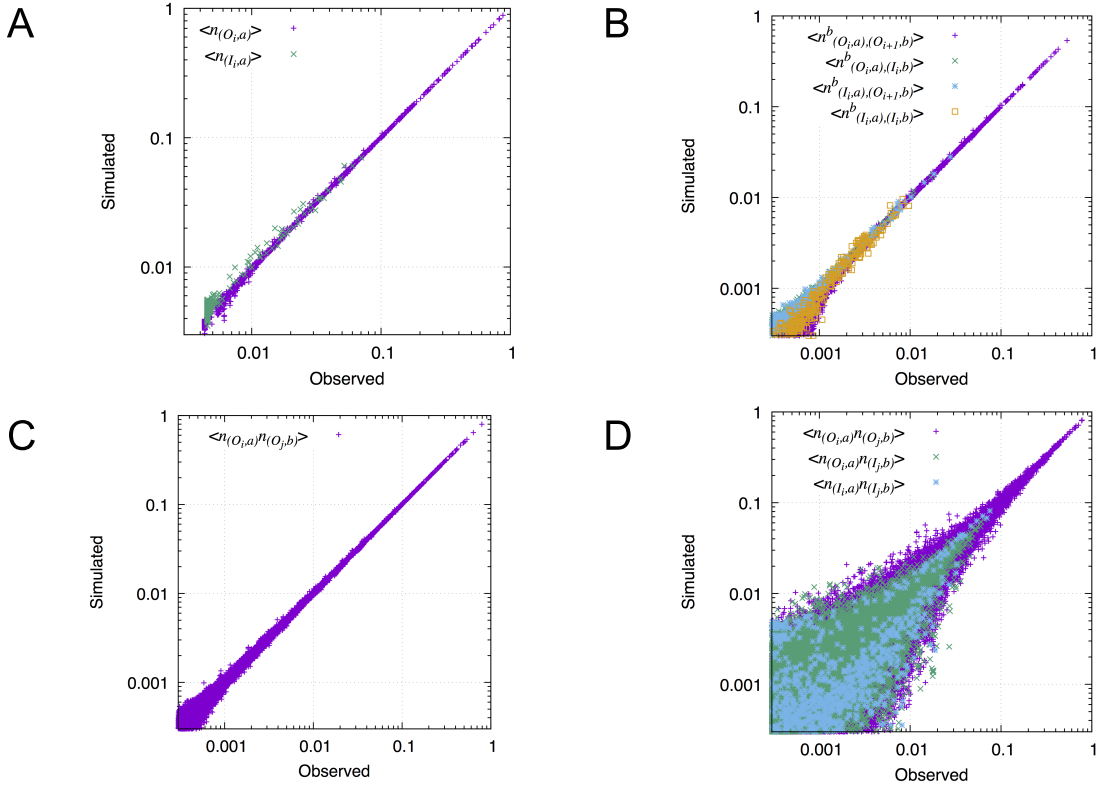 A
<n(Oi,a)>
<n(Ii,a)>
1
0.1
0.01
Simulated
0.01 0.1 1
Observed
B
<nb(Oi,a),(Oi+1,b)>
<nb(Oi,a),(Ii,b)>
<nb(Ii,a),(Oi+1,b)>
<nb(Ii,a),(Ii,b)>
1
0.1
0.01
0.001
Simulated
0.001 0.01 0.1 1
Observed
C
<n(Oi,a)n(Oj,b)>
1
0.1
0.01
0.001
Simulated
0.001 0.01 0.1 1
Observed
D
<n(Oi,a)n(Oj,b)>
<n(Oi,a)n(Ij,b)>
<n(Ii,a)n(Ij,b)>
1
0.1
0.01
0.001
Simulated
0.001 0.01 0.1 1
Observed